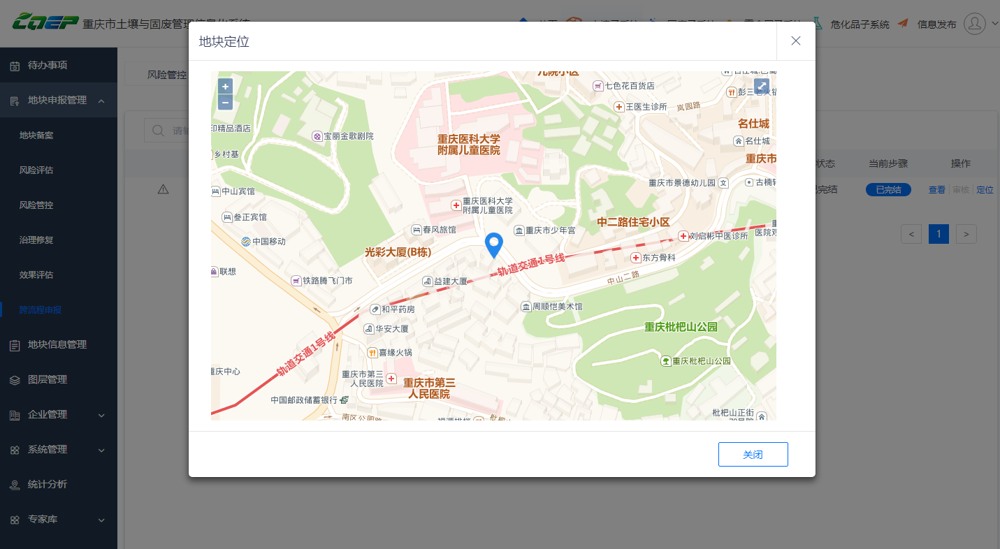 CQEP 重庆市土壤与固废管理信息化系统
危化品子系统
信息发布
待办事项
地块申报管理
地块备案
风险评估
风险管控
治理修复
效果评估
跨流程申报
地块信息管理
图层管理
企业管理
系统管理
统计分析
专家库
风险管控
状态
当前步骤
操作
已完结
已完结
查看
审核
定位
<
1
>
地块定位
+
−
九院小区
七色花百货店
彭三老火锅
王医生诊所
岚园路
印精品酒店
宝丽金歌剧院
重庆医科大学
附属儿童医院
名仕城
名仕城
乡村基
重庆市
重庆市景德幼儿园
古楠轩
中山宾馆
重庆医科大学
附属儿童医院
叁正宾馆
春风旅馆
重庆市少年宫
中二路住宅小区
刘启彬中医诊所
中国移动
光彩大厦(B栋)
东方骨科
轨道交通1号线
联想
铁路腾飞门市
益建大厦
中山二路
和平药房
周顺恺美术馆
华安大厦
重庆枇杷山公园
轨道交通1号线
喜缘火锅
重庆枇杷山公园
重庆中心
重庆市第三
人民医院
重庆市第三
人民医院
中国邮政储蓄银行
枇杷山正街
南区公园路
关闭